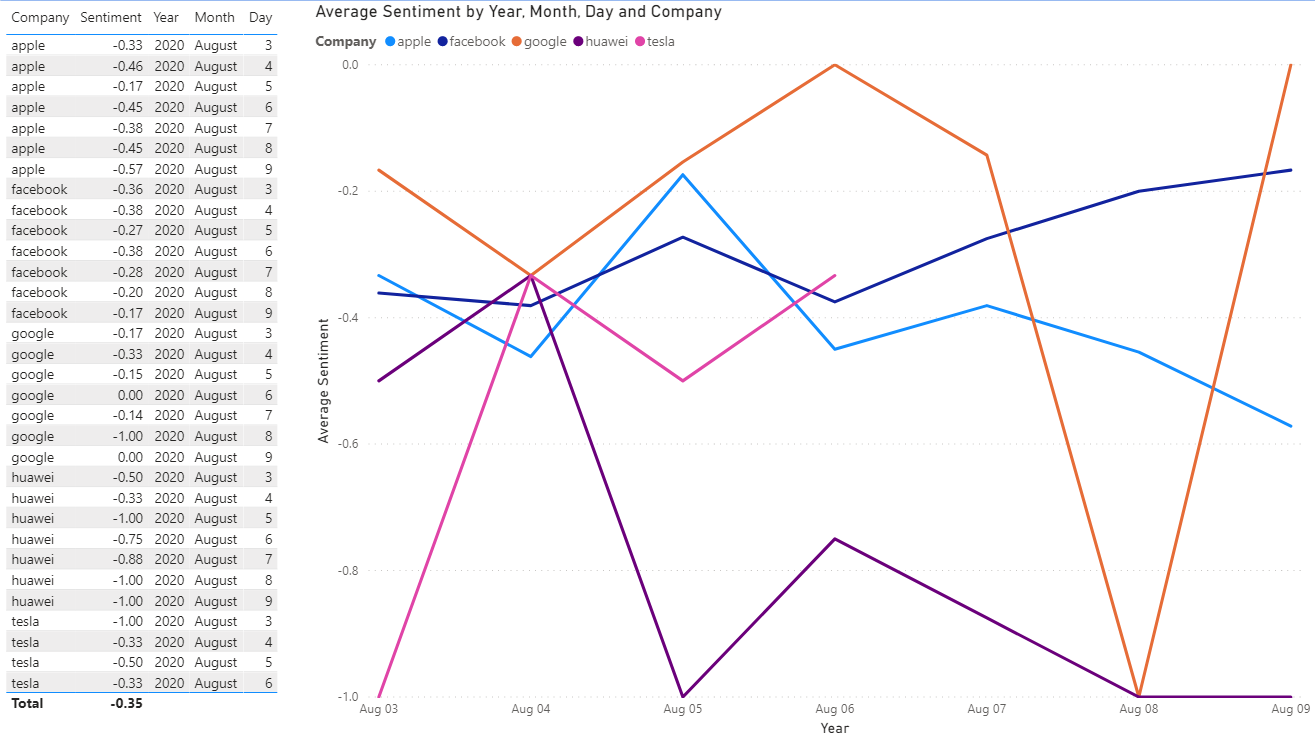 Company Sentiment Year Month Day
apple -0.33 2020 August 3
apple -0.46 2020 August 4
apple -0.17 2020 August 5
apple -0.45 2020 August 6
apple -0.38 2020 August 7
apple -0.45 2020 August 8
apple -0.57 2020 August 9
facebook -0.36 2020 August 3
facebook -0.38 2020 August 4
facebook -0.27 2020 August 5
facebook -0.38 2020 August 6
facebook -0.28 2020 August 7
facebook -0.20 2020 August 8
facebook -0.17 2020 August 9
google -0.17 2020 August 3
google -0.33 2020 August 4
google -0.15 2020 August 5
google 0.00 2020 August 6
google -0.14 2020 August 7
google -1.00 2020 August 8
google 0.00 2020 August 9
huawei -0.50 2020 August 3
huawei -0.33 2020 August 4
huawei -1.00 2020 August 5
huawei -0.75 2020 August 6
huawei -0.88 2020 August 7
huawei -1.00 2020 August 8
huawei -1.00 2020 August 9
tesla -1.00 2020 August 3
tesla -0.33 2020 August 4
tesla -0.50 2020 August 5
tesla -0.33 2020 August 6
Total -0.35
Average Sentiment by Year, Month, Day and Company
Company apple facebook google huawei tesla
0.0
-0.2
-0.4
-0.6
-0.8
-1.0
Average Sentiment
Aug 03 Aug 04 Aug 05 Aug 06 Aug 07 Aug 08 Aug 09
Year